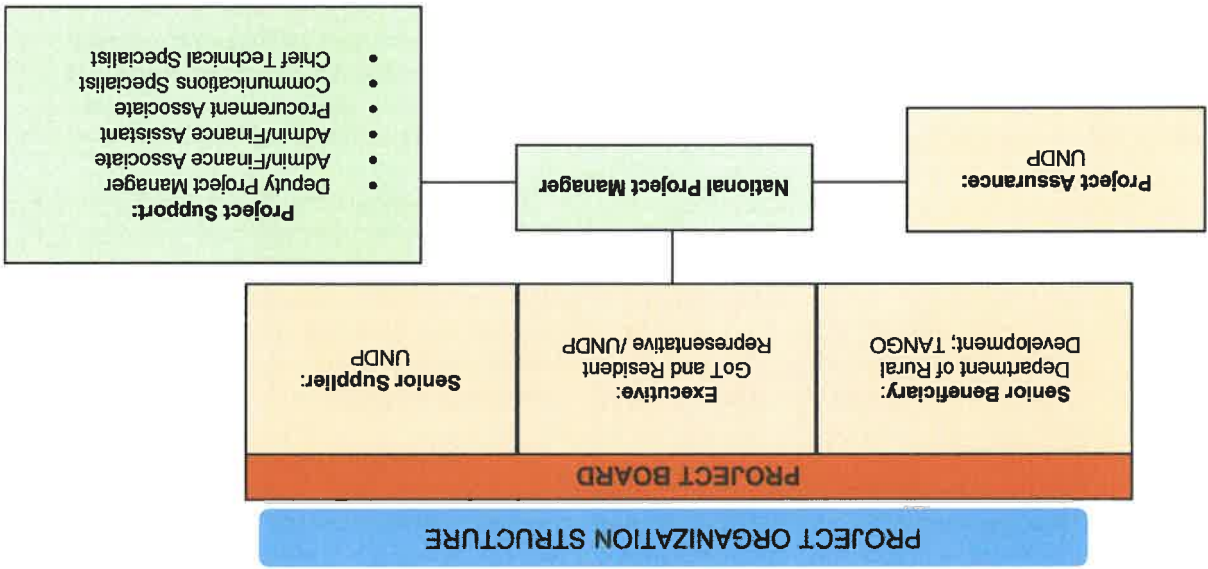 PROJECT ORGANIZATION STRUCTURE
PROJECT BOARD
Senior Beneficiary:
Department of Rural
Development; TANGO
Executive:
GoT and Resident
Representative /UNDP
Senior Supplier:
UNDP
Project Assurance:
UNDP
National Project Manager
Project Support:
• Deputy Project Manager
• Admin/Finance Associate
• Admin/Finance Assistant
• Procurement Associate
• Communications Specialist
• Chief Technical Specialist